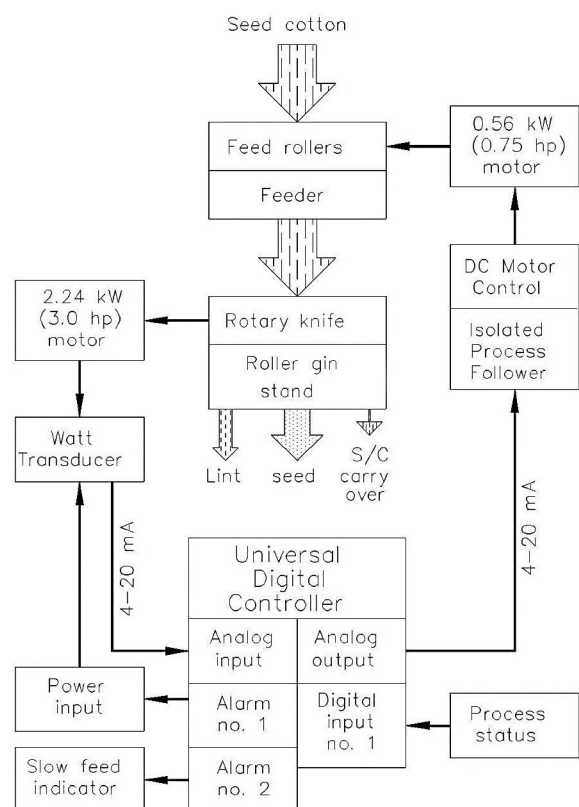 Seed cotton
Feed rollers
Feeder
0.56 kW
(0.75 hp)
motor
DC Motor
Control
Isolated
Process
Follower
2.24 kW
(3.0 hp)
motor
Rotary knife
Roller gin
stand
Watt
Transducer
Lint
seed
S/C
carry
over
4-20 mA
4-20 mA
Universal
Digital
Controller
Analog
input
Analog
output
Power
input
Alarm
no. 1
Digital
input
no. 1
Process
status
Slow feed
indicator
Alarm
no. 2